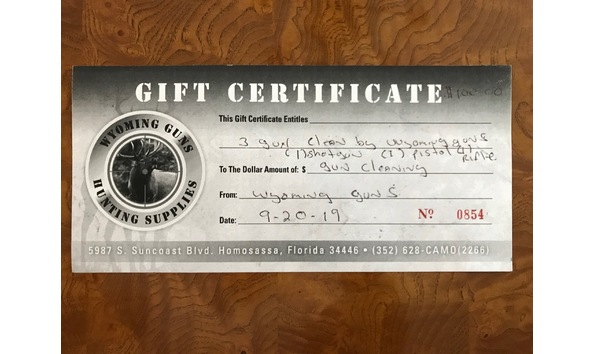 GIFT CERTIFICATE $100.00
This Gift Certificate Entitles
3 gun clean by wyoming guns
(1) shotgun (1) pistol (1) Rifle
To The Dollar Amount of: $ gun cleaning
From: wyoming guns
Date: 9-20-19 No 0854
WYOMING GUNS
HUNTING SUPPLIES
5987 S. Suncoast Blvd. Homosassa, Florida 34446 • (352) 628-CAMO(2266)